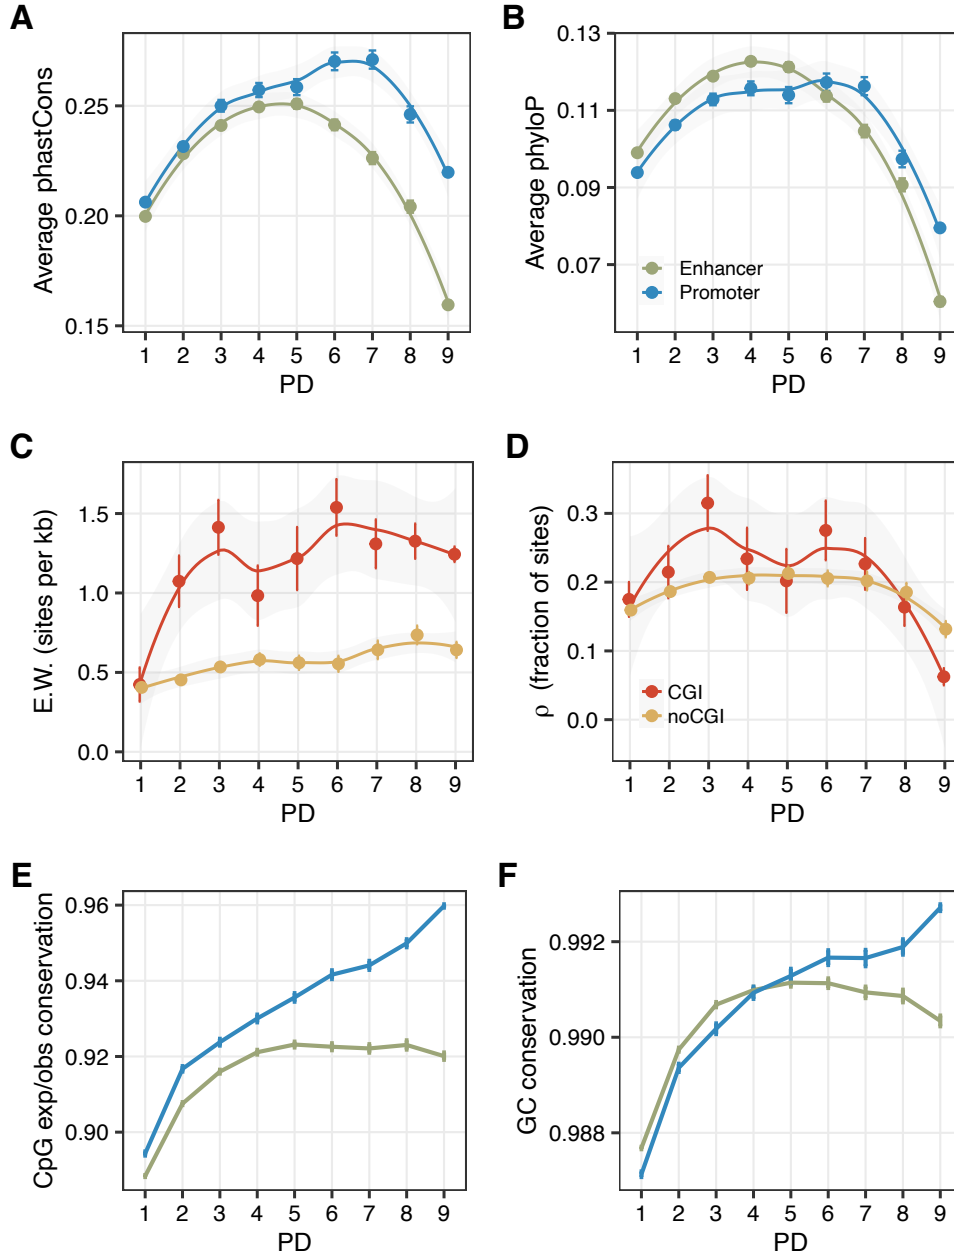 A
Average phastCons
0.25
0.20
0.15
1 2 3 4 5 6 7 8 9
PD
B
Average phyloP
0.13
0.11
0.09
0.07
Enhancer
Promoter
1 2 3 4 5 6 7 8 9
PD
C
E.W. (sites per kb)
1.5
1.0
0.5
0.0
1 2 3 4 5 6 7 8 9
PD
D
ρ (fraction of sites)
0.3
0.2
0.1
0.0
CGI
noCGI
1 2 3 4 5 6 7 8 9
PD
E
CpG exp/obs conservation
0.96
0.94
0.92
0.90
1 2 3 4 5 6 7 8 9
PD
F
GC conservation
0.992
0.990
0.988
1 2 3 4 5 6 7 8 9
PD